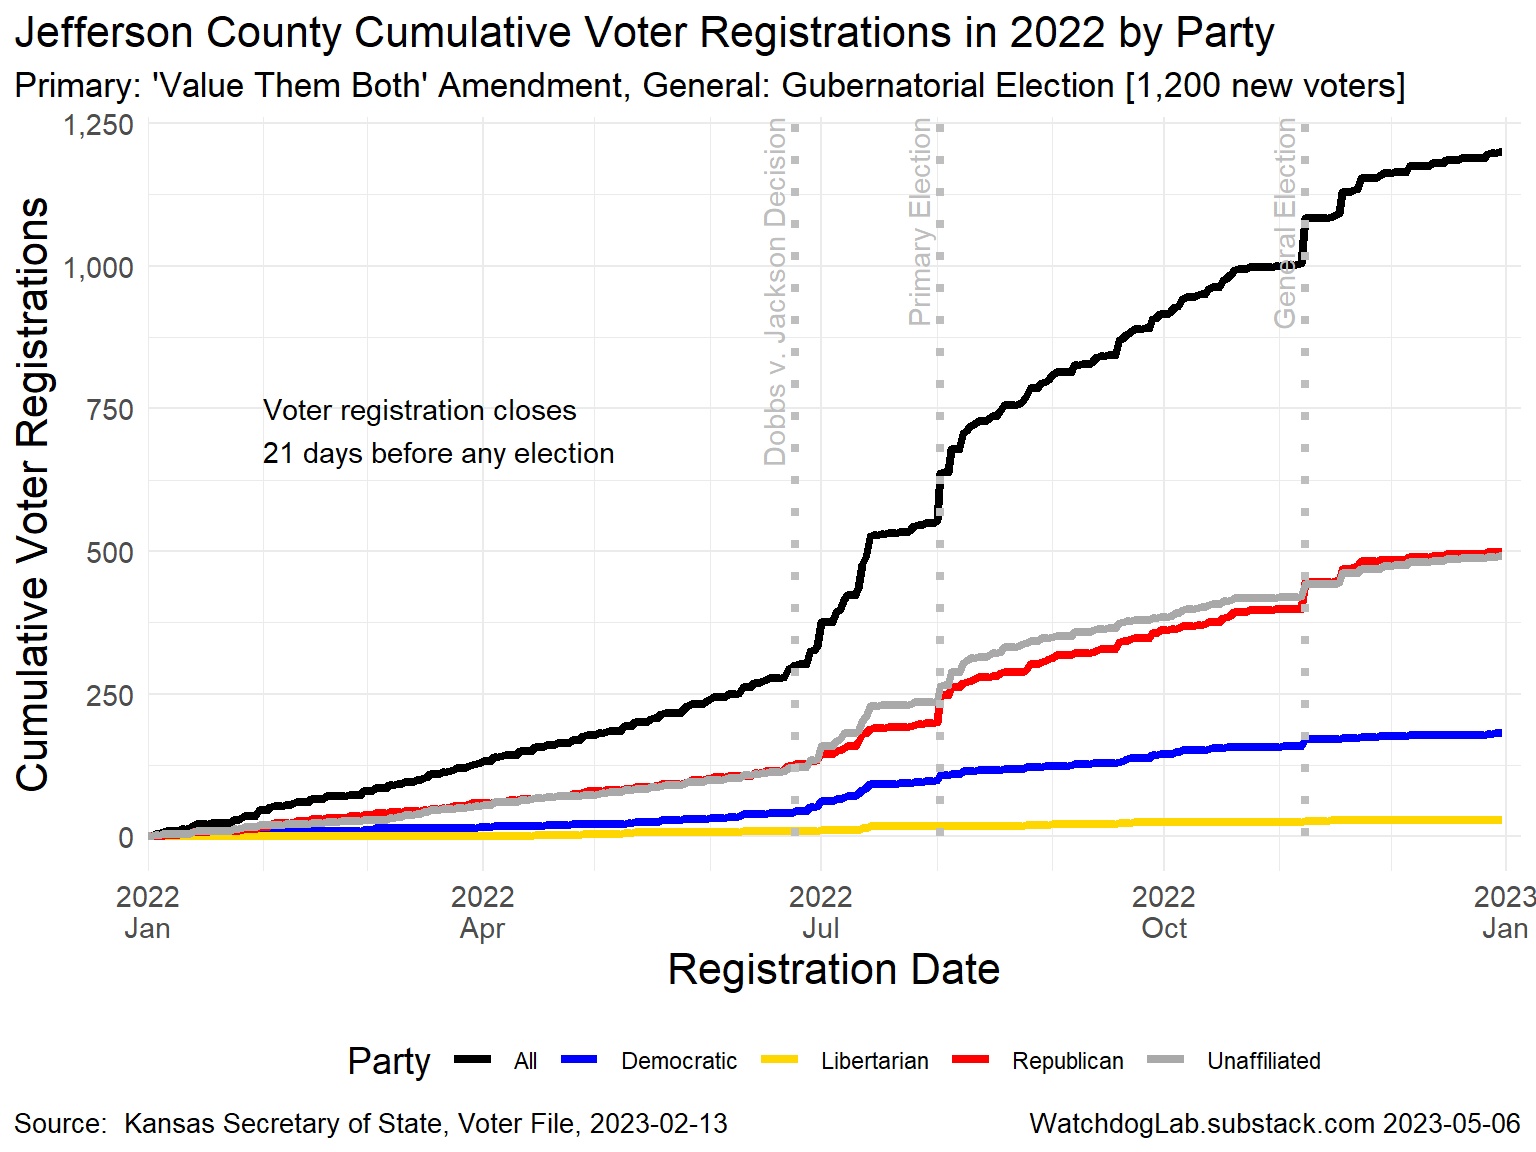 Jefferson County Cumulative Voter Registrations in 2022 by Party
Primary: 'Value Them Both' Amendment, General: Gubernatorial Election [1,200 new voters]
Cumulative Voter Registrations
1,250
1,000
750
500
250
0
Dobbs v. Jackson Decision
Primary Election
General Election
Voter registration closes
21 days before any election
2022
Jan
2022
Apr
2022
Jul
2022
Oct
2023
Jan
Registration Date
Party
All
Democratic
Libertarian
Republican
Unaffiliated
Source:  Kansas Secretary of State, Voter File, 2023-02-13
WatchdogLab.substack.com 2023-05-06